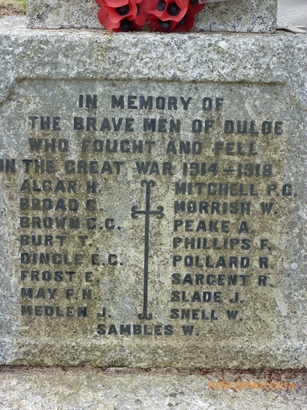 IN MEMORY OF
THE BRAVE MEN OF DULOE
WHO FOUGHT AND FELL
IN THE GREAT WAR 1914-1918
ALGAR H. MITCHELL P.C.
BROAD S. MORRISH W.
BROWN C.C. PEAKE A.
BURT T. PHILLIPS F.
DINGLE E.C. POLLARD R.
FROST E. SARGENT R.
MAY F.N. SLADE J.
MEDLEN J. SNELL W.
SAMBLES W.